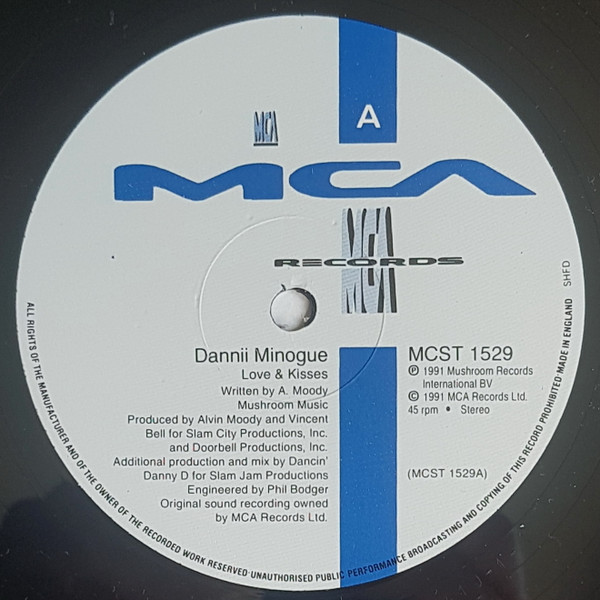 A
MCA
MCA
MCA
RECORDS
Dannii Minogue
Love & Kisses
Written by A. Moody
Mushroom Music
Produced by Alvin Moody and Vincent
Bell for Slam City Productions, Inc.
and Doorbell Productions, Inc.
Additional production and mix by Dancin'
Danny D for Slam Jam Productions
Engineered by Phil Bodger
Original sound recording owned
by MCA Records Ltd.
MCST 1529
Ⓟ 1991 Mushroom Records
International BV
© 1991 MCA Records Ltd.
45 rpm • Stereo
(MCST 1529A)
SHFD
ALL RIGHTS OF THE MANUFACTURER AND OF THE OWNER OF THE RECORDED WORK RESERVED·UNAUTHORISED PUBLIC PERFORMANCE BROADCASTING AND COPYING OF THIS RECORD PROHIBITED·MADE IN ENGLAND